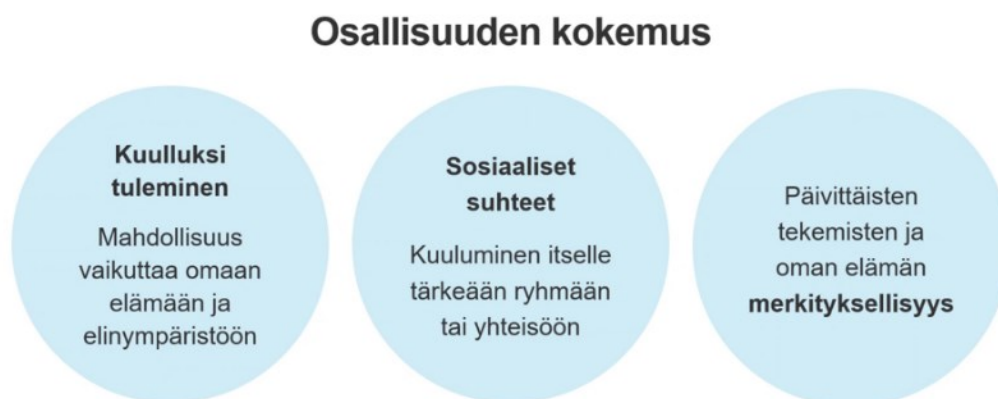 Osallisuuden kokemus
Kuulluksi
tuleminen
Mahdollisuus
vaikuttaa omaan
elämään ja
elinympäristöön
Sosiaaliset
suhteet
Kuuluminen itselle
tärkeään ryhmään
tai yhteisöön
Päivittäisten
tekemisten ja
oman elämän
merkityksellisyys